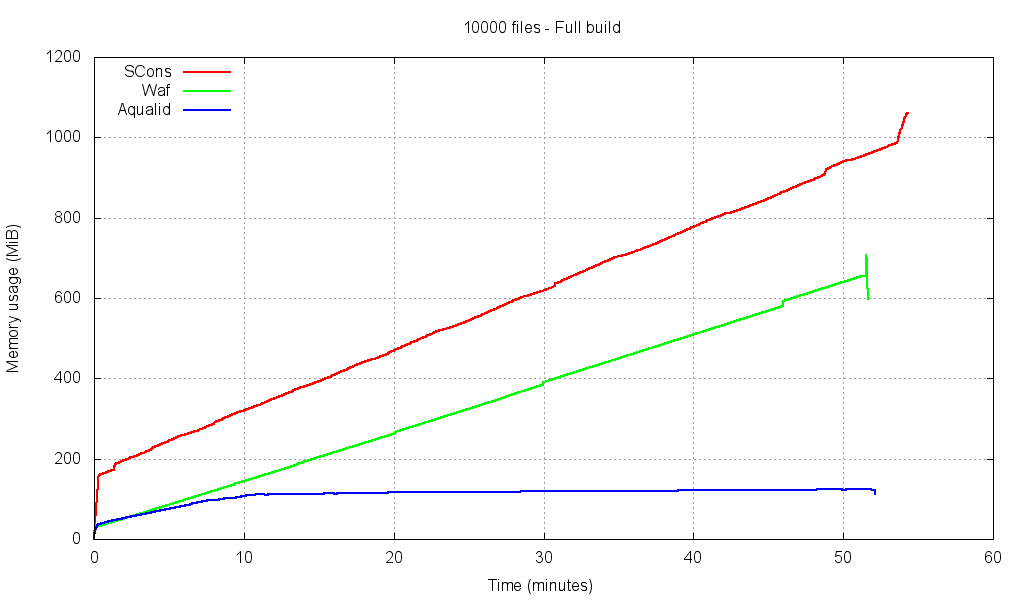 10000 files - Full build
SCons
Waf
Aqualid
1200
1000
800
600
400
200
0
Memory usage (MiB)
0 10 20 30 40 50 60
Time (minutes)